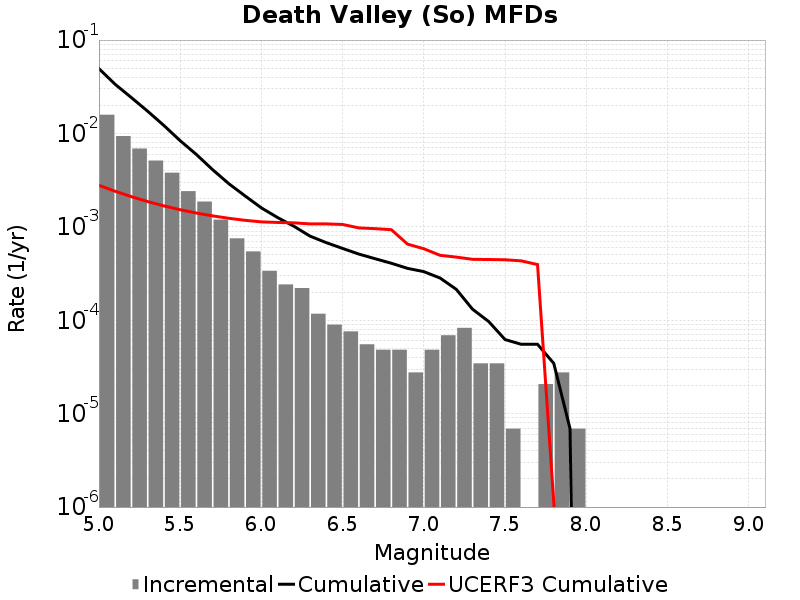 Death Valley (So) MFDs
10-1
10-2
10-3
10-4
10-5
10-6
5.0 5.5 6.0 6.5 7.0 7.5 8.0 8.5 9.0
Rate (1/yr)
Magnitude
Incremental Cumulative UCERF3 Cumulative